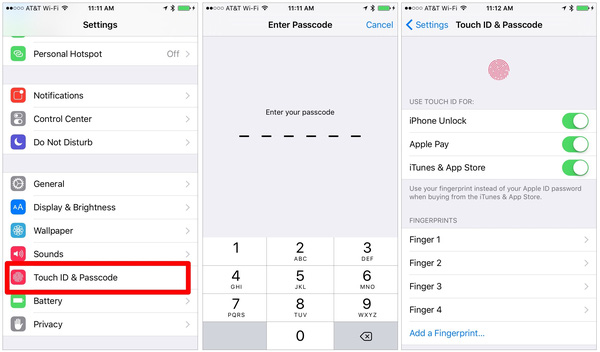 AT&T Wi-Fi 11:11 AM
Settings
Personal Hotspot Off
Notifications
Control Center
Do Not Disturb
General
Display & Brightness
Wallpaper
Sounds
Touch ID & Passcode
Battery
Privacy
AT&T Wi-Fi 11:11 AM
Enter Passcode Cancel
Enter your passcode
1 2 3
ABC DEF
4 5 6
GHI JKL MNO
7 8 9
PQRS TUV WXYZ
0
AT&T Wi-Fi 11:12 AM
Settings Touch ID & Passcode
USE TOUCH ID FOR:
iPhone Unlock
Apple Pay
iTunes & App Store
Use your fingerprint instead of your Apple ID password
when buying from the iTunes & App Store.
FINGERPRINTS
Finger 1
Finger 2
Finger 3
Finger 4
Add a Fingerprint...